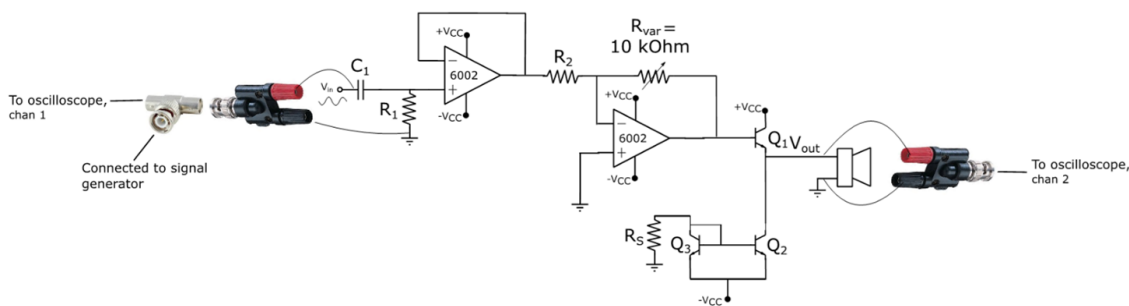 To oscilloscope,
chan 1
Connected to signal
generator
Vin
C1
R1
+VCC
6002
-VCC
R2
Rvar =
10 kOhm
+VCC
6002
-VCC
+VCC
Q1
Vout
RS
Q3
Q2
-VCC
To oscilloscope,
chan 2